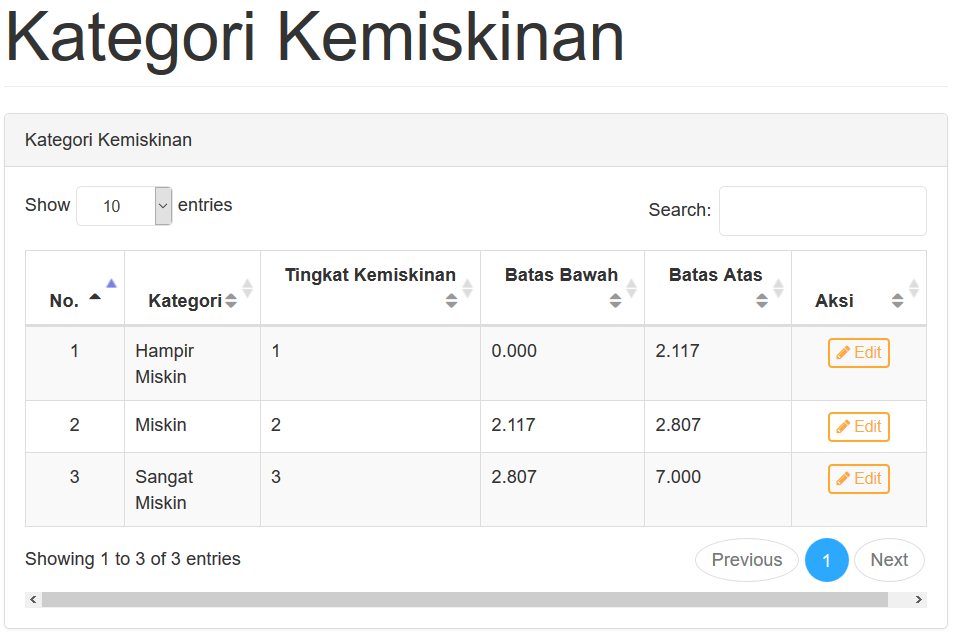 Kategori Kemiskinan
Kategori Kemiskinan
Show 10 entries
Search:
No. Kategori Tingkat Kemiskinan Batas Bawah Batas Atas Aksi
1 Hampir Miskin 1 0.000 2.117 Edit
2 Miskin 2 2.117 2.807 Edit
3 Sangat Miskin 3 2.807 7.000 Edit
Showing 1 to 3 of 3 entries
Previous 1 Next